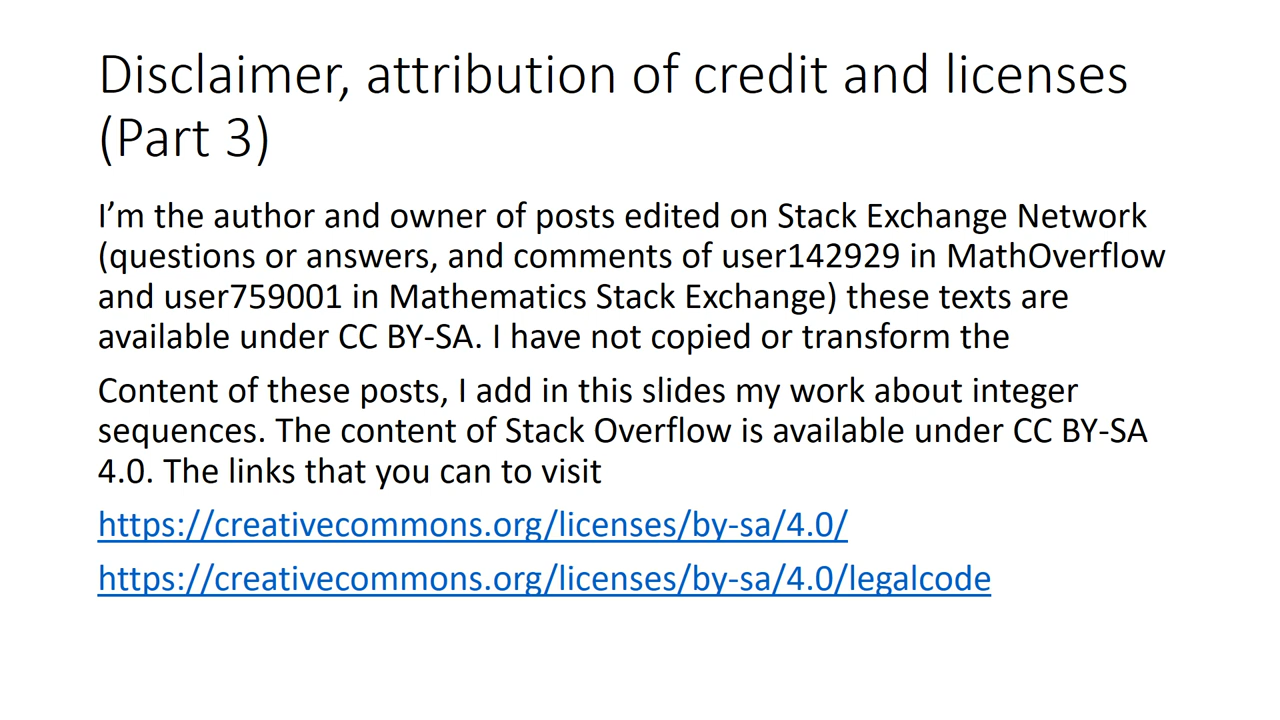 Disclaimer, attribution of credit and licenses
(Part 3)
I’m the author and owner of posts edited on Stack Exchange Network
(questions or answers, and comments of user142929 in MathOverflow
and user759001 in Mathematics Stack Exchange) these texts are
available under CC BY-SA. I have not copied or transform the
Content of these posts, I add in this slides my work about integer
sequences. The content of Stack Overflow is available under CC BY-SA
4.0. The links that you can to visit
https://creativecommons.org/licenses/by-sa/4.0/
https://creativecommons.org/licenses/by-sa/4.0/legalcode